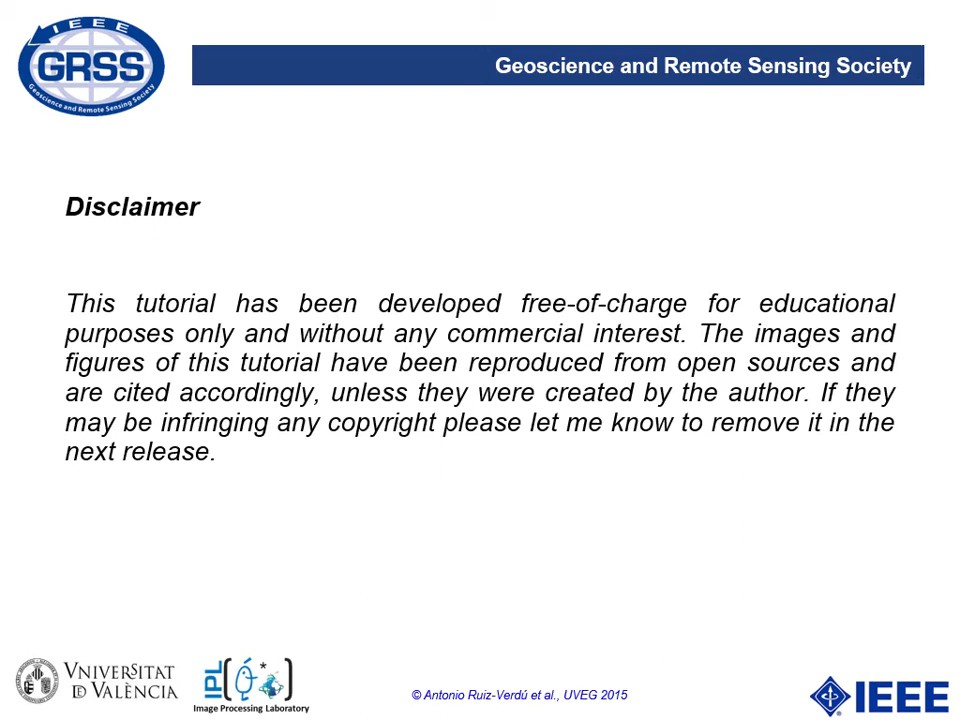 IEEE
GRSS
Geoscience and Remote Sensing Society
Geoscience and Remote Sensing Society
Disclaimer
This tutorial has been developed free-of-charge for educational
purposes only and without any commercial interest. The images and
figures of this tutorial have been reproduced from open sources and
are cited accordingly, unless they were created by the author. If they
may be infringing any copyright please let me know to remove it in the
next release.
VNIVERSITAT
DE VALÈNCIA
IPL
Image Processing Laboratory
© Antonio Ruiz-Verdú et al., UVEG 2015
IEEE